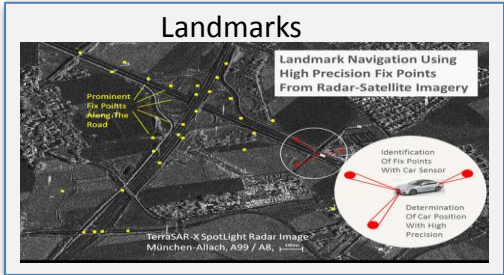 Landmarks
Landmark Navigation Using
High Precision Fix Points
From Radar-Satellite Imagery
Prominent
Fix Points
Along The
Road
Identification
Of Fix Points
With Car Sensor
Determination
Of Car Position
With High
Precision
TerraSAR-X SpotLight Radar Image
München-Allach, A99 / A8,